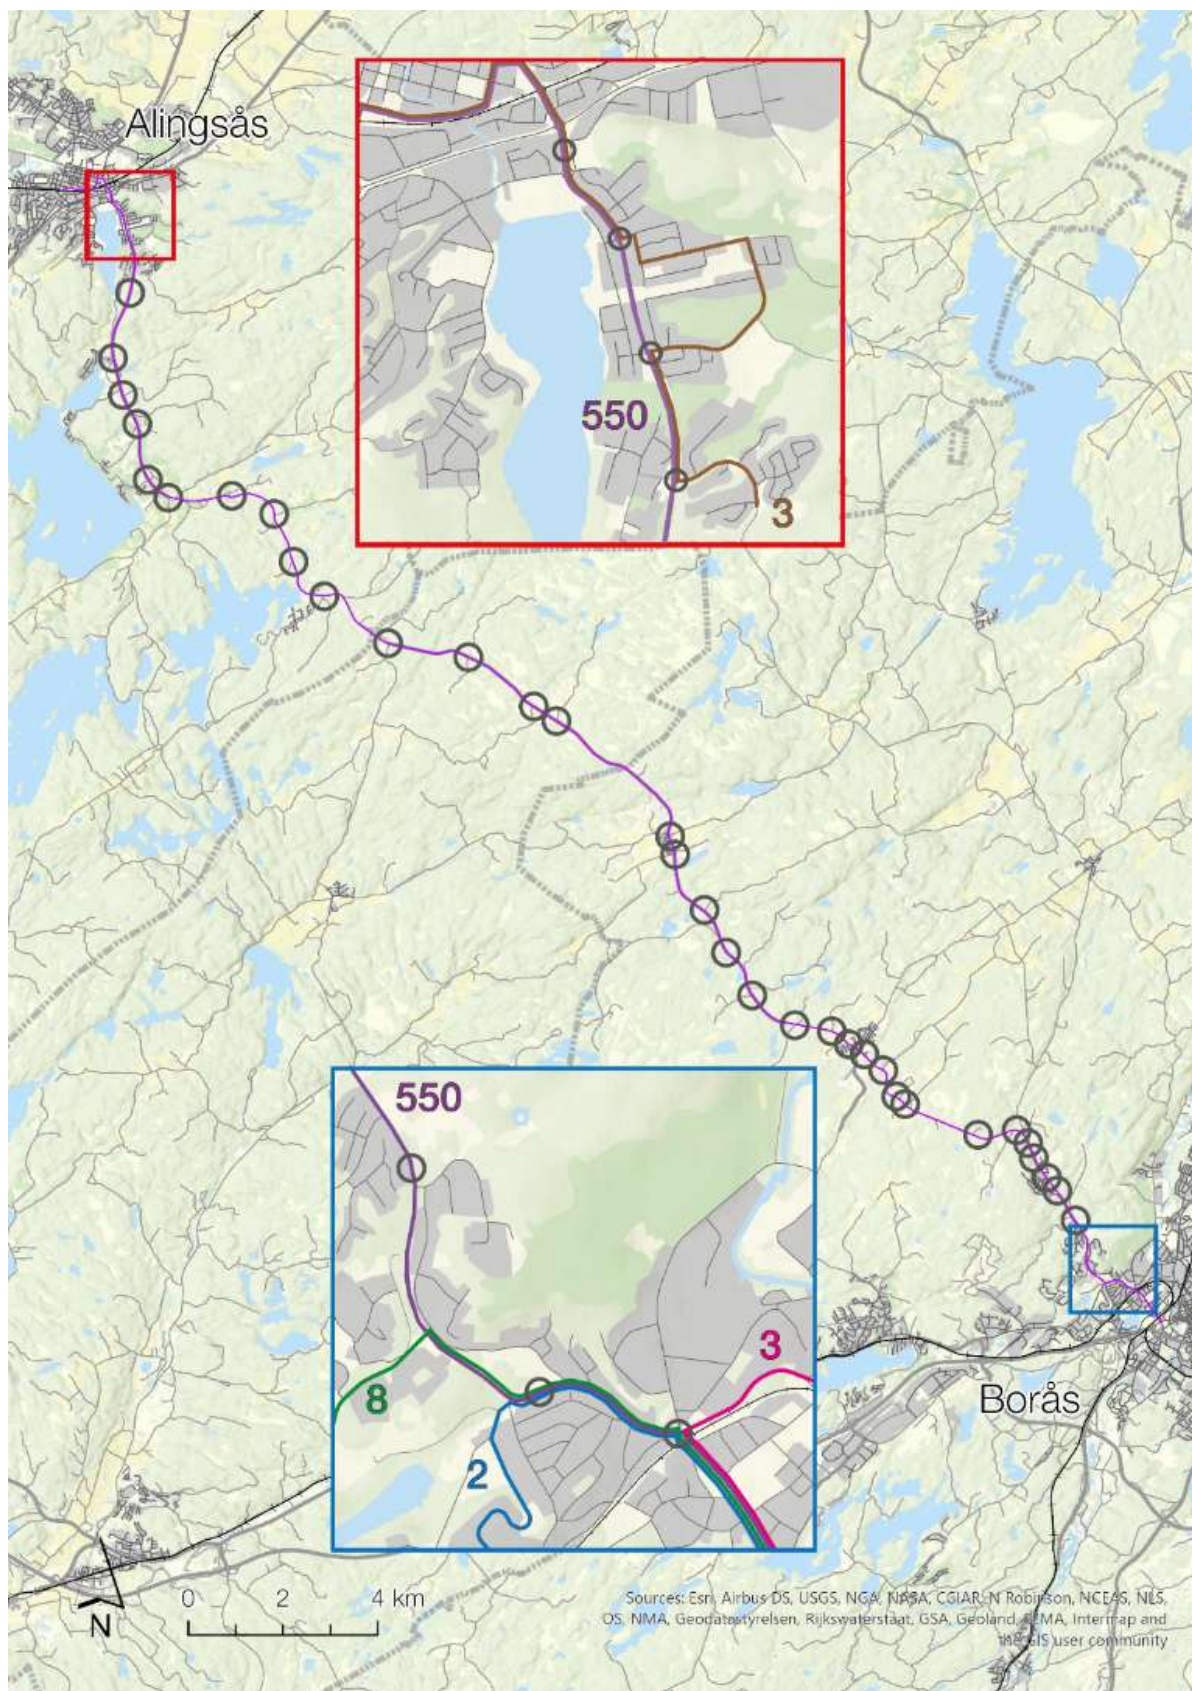 Alingsås
550
3
550
3
8
2
Borås
0 2 4 km
N
Sources: Esri, Airbus DS, USGS, NGA, NASA, CGIAR, N Robinson, NCEAS, NLS,
OS, NMA, Geodatastyrelsen, Rijkswaterstaat, GSA, Geoland, FEMA, Intermap and
the GIS user community